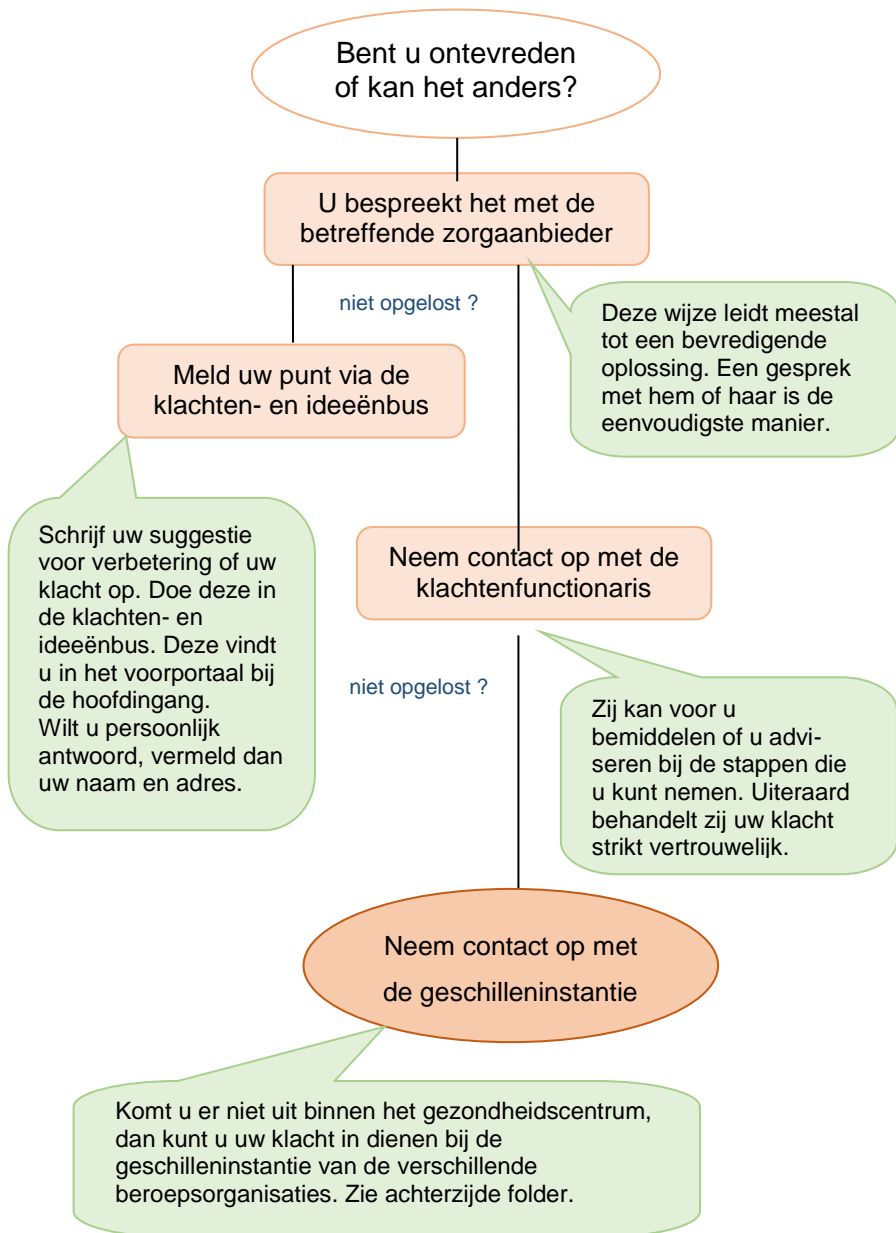 Bent u ontevreden
of kan het anders?
U bespreekt het met de
betreffende zorgaanbieder
niet opgelost ?
Deze wijze leidt meestal
tot een bevredigende
oplossing. Een gesprek
met hem of haar is de
eenvoudigste manier.
Meld uw punt via de
klachten- en ideeënbus
Schrijf uw suggestie
voor verbetering of uw
klacht op. Doe deze in
de klachten- en
ideeënbus. Deze vindt
u in het voorportaal bij
de hoofdingang.
Wilt u persoonlijk
antwoord, vermeld dan
uw naam en adres.
Neem contact op met de
klachtenfunctionaris
niet opgelost ?
Zij kan voor u
bemiddelen of u advi-
seren bij de stappen die
u kunt nemen. Uiteraard
behandelt zij uw klacht
strikt vertrouwelijk.
Neem contact op met
de geschilleninstantie
Komt u er niet uit binnen het gezondheidscentrum,
dan kunt u uw klacht in dienen bij de
geschilleninstantie van de verschillende
beroepsorganisaties. Zie achterzijde folder.